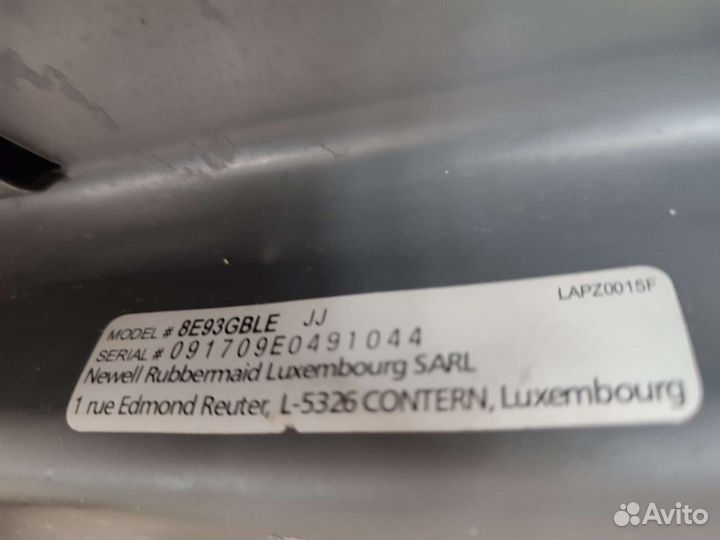 LAPZ0015F
MODEL # 8E93GBLE JJ
SERIAL # 091709E0491044
Newell Rubbermaid Luxembourg SARL
1 rue Edmond Reuter, L-5326 CONTERN, Luxembourg
Avito